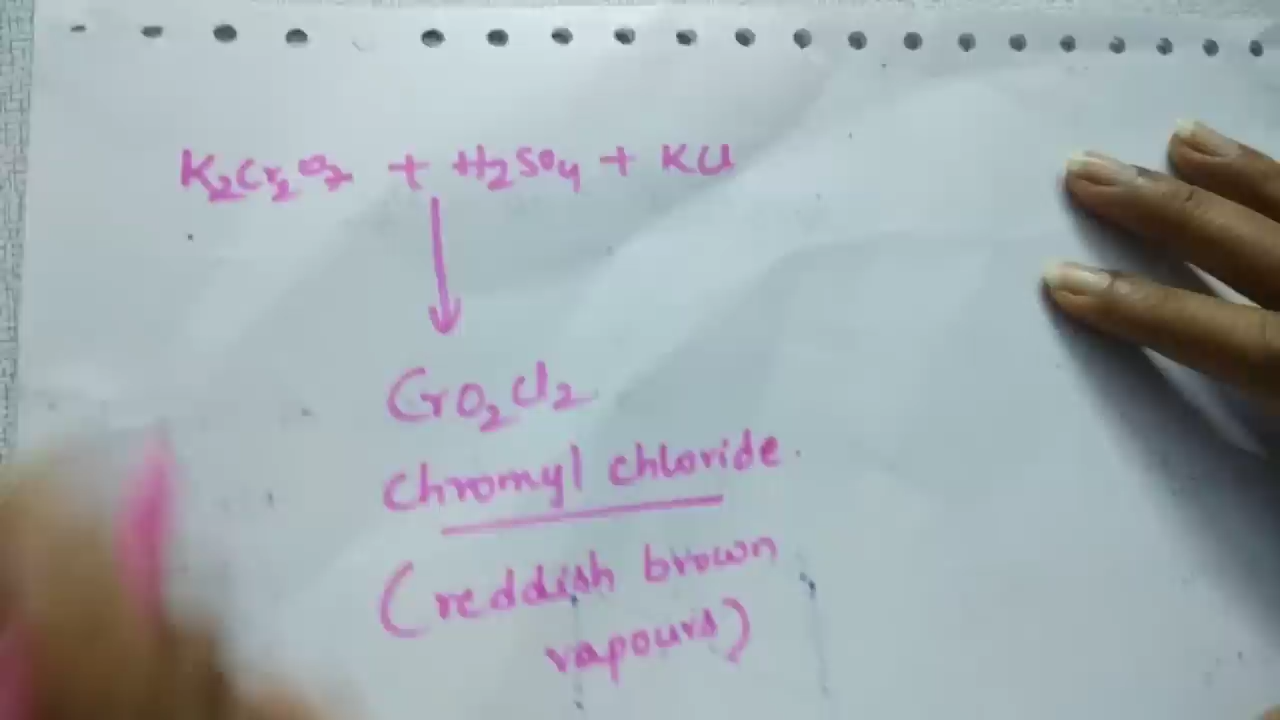 K₂Cr₂O₇ + H₂SO₄ + KCl
CrO₂Cl₂
Chromyl chloride.
(reddish brown
vapours)